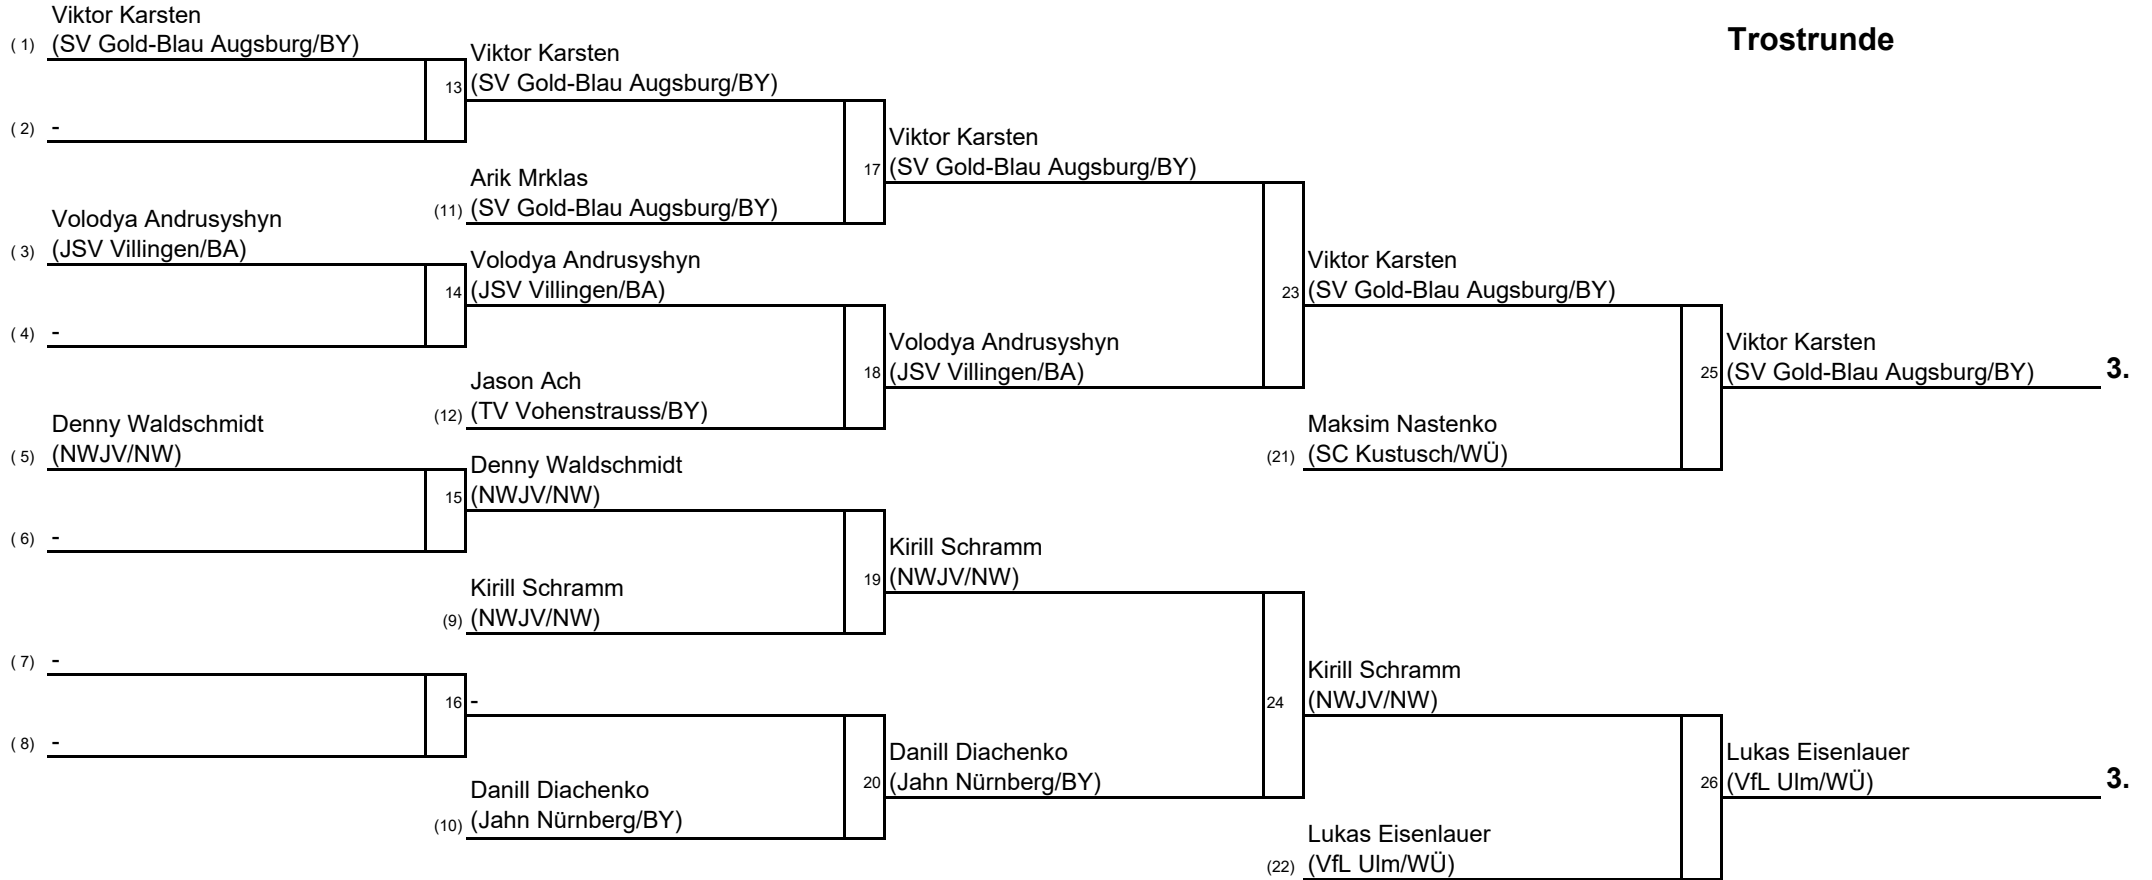 Trostrunde
Viktor Karsten
( 1) (SV Gold-Blau Augsburg/BY)
( 2) -
Volodya Andrusyshyn
( 3) (JSV Villingen/BA)
( 4) -
Denny Waldschmidt
( 5) (NWJV/NW)
( 6) -
( 7) -
( 8) -
Viktor Karsten
13 (SV Gold-Blau Augsburg/BY)
Arik Mrklas
(11) (SV Gold-Blau Augsburg/BY)
Volodya Andrusyshyn
14 (JSV Villingen/BA)
Jason Ach
(12) (TV Vohenstrauss/BY)
Denny Waldschmidt
15 (NWJV/NW)
Kirill Schramm
(9) (NWJV/NW)
16 -
Danill Diachenko
(10) (Jahn Nürnberg/BY)
Viktor Karsten
17 (SV Gold-Blau Augsburg/BY)
Volodya Andrusyshyn
18 (JSV Villingen/BA)
Kirill Schramm
19 (NWJV/NW)
Danill Diachenko
20 (Jahn Nürnberg/BY)
Viktor Karsten
23 (SV Gold-Blau Augsburg/BY)
Maksim Nastenko
(21) (SC Kustusch/WÜ)
Kirill Schramm
24 (NWJV/NW)
Lukas Eisenlauer
(22) (VfL Ulm/WÜ)
Viktor Karsten
25 (SV Gold-Blau Augsburg/BY) 3.
Lukas Eisenlauer
26 (VfL Ulm/WÜ) 3.